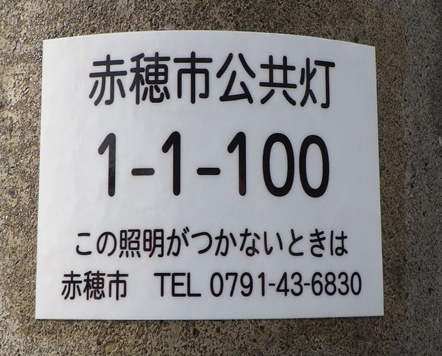 赤穂市公共灯
1-1-100
この照明がつかないときは
赤穂市 TEL 0791-43-6830